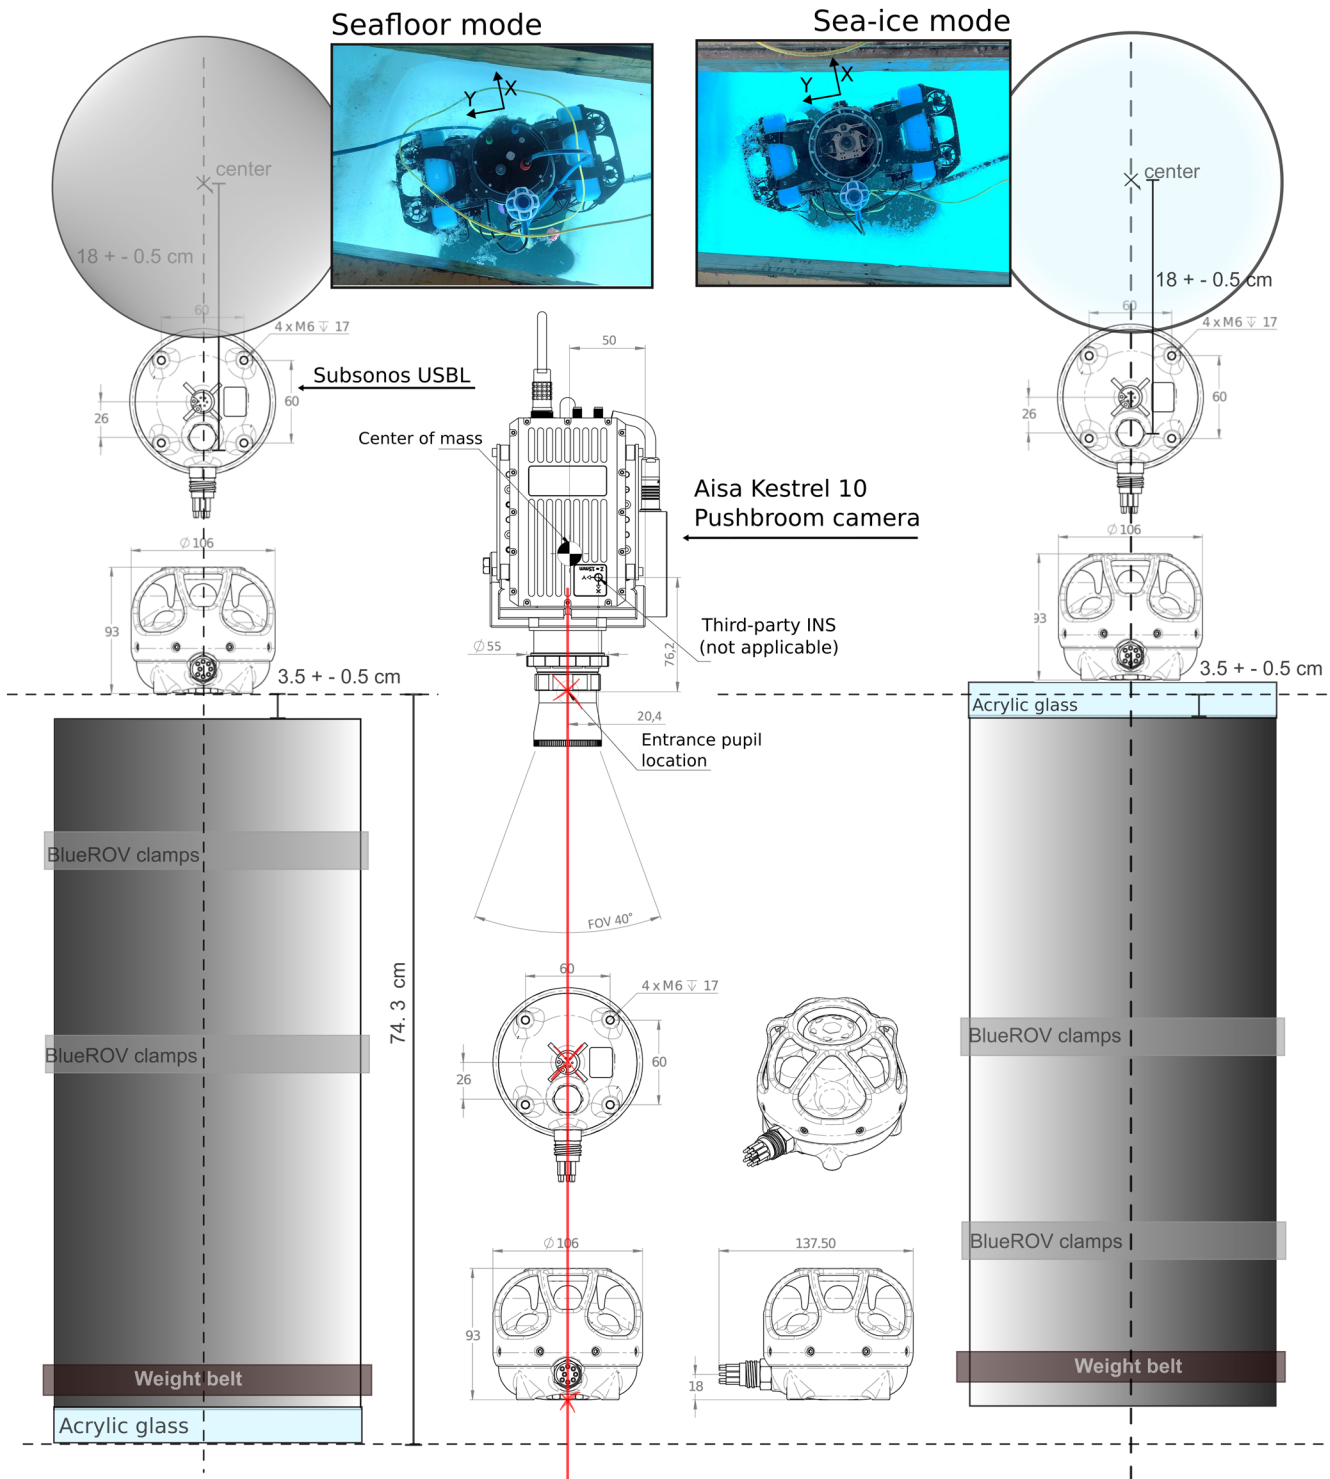 Seafloor mode
Sea-ice mode
X
Y
X
Y
center
18 + - 0.5 cm
60
4 x M6 ↧ 17
60
26
Subsonos USBL
50
Center of mass
Aisa Kestrel 10
Pushbroom camera
center
18 + - 0.5 cm
60
4 x M6 ↧ 17
60
26
∅ 106
93
3.5 + - 0.5 cm
Z = 15mm
Y
X
∅ 55
76,2
Third-party INS
(not applicable)
20,4
Entrance pupil
location
FOV 40°
∅ 106
93
3.5 + - 0.5 cm
Acrylic glass
BlueROV clamps
BlueROV clamps
Weight belt
Acrylic glass
74. 3 cm
60
4 x M6 ↧ 17
60
26
∅ 106
93
137.50
18
BlueROV clamps
BlueROV clamps
Weight belt